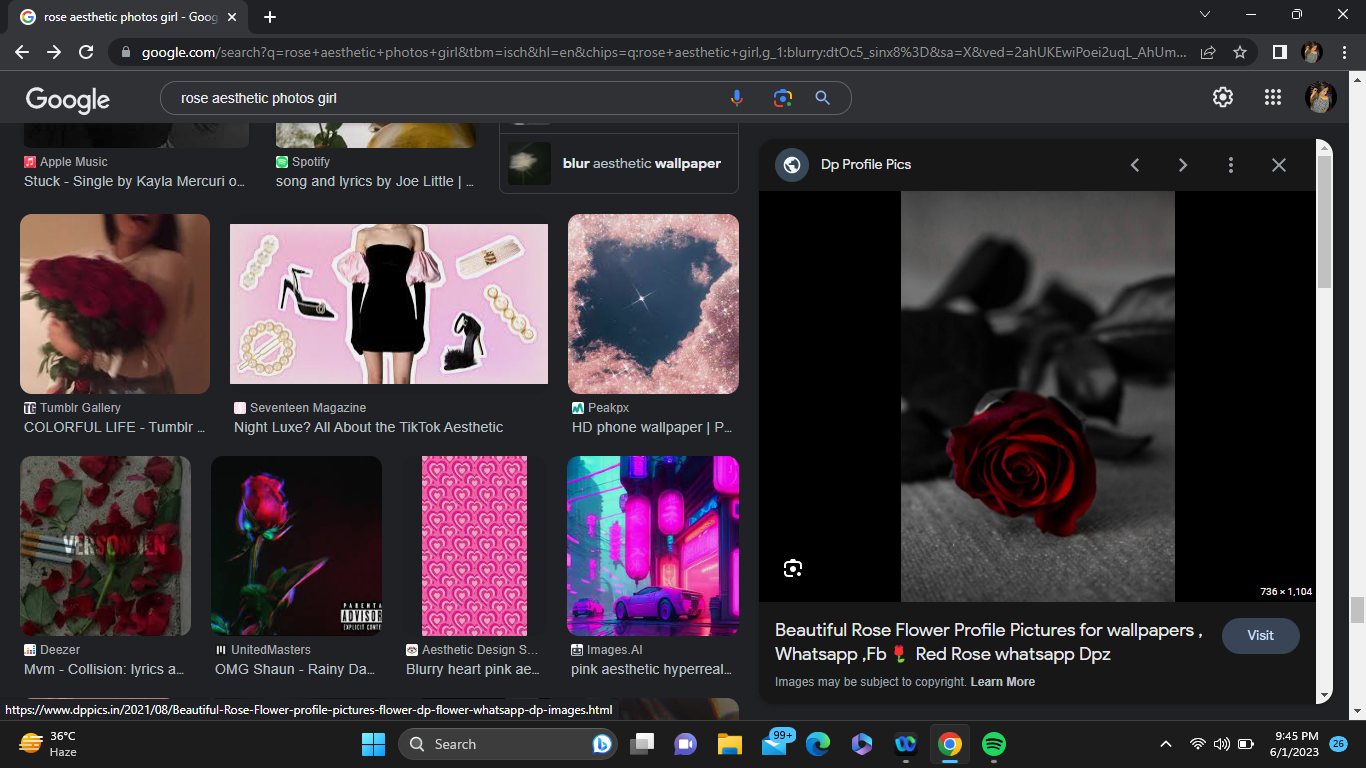 rose aesthetic photos girl - Goog
google.com/search?q=rose+aesthetic+photos+girl&tbm=isch&hl=en&chips=q:rose+aesthetic+girl,g_1:blurry:dtOc5_sinx8%3D&sa=X&ved=2ahUKEwiPoei2uqL_AhUm...
Google
rose aesthetic photos girl
Apple Music
Stuck - Single by Kayla Mercuri o...
Spotify
song and lyrics by Joe Little | ...
blur aesthetic wallpaper
Dp Profile Pics
Tumblr Gallery
COLORFUL LIFE - Tumblr ...
Seventeen Magazine
Night Luxe? All About the TikTok Aesthetic
Peakpx
HD phone wallpaper | P...
VERSONNEN
PARENTAL
ADVISORY
EXPLICIT CONTENT
736 × 1,104
Deezer
Mvm - Collision: lyrics a...
UnitedMasters
OMG Shaun - Rainy Da...
Aesthetic Design S...
Blurry heart pink ae...
Images.AI
pink aesthetic hyperreal...
Beautiful Rose Flower Profile Pictures for wallpapers ,
Whatsapp ,Fb 🌹 Red Rose whatsapp Dpz
Visit
Images may be subject to copyright. Learn More
https://www.dppics.in/2021/08/Beautiful-Rose-Flower-profile-pictures-flower-dp-flower-whatsapp-dp-images.html
36°C
Haze
Search
99+
9:45 PM
6/1/2023
26